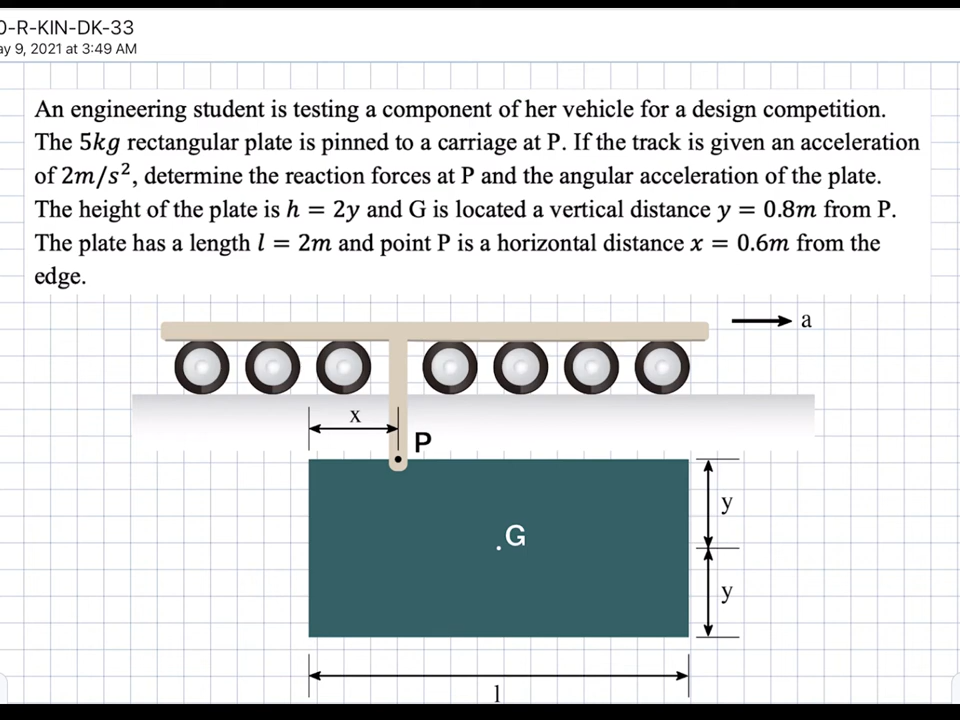 0-R-KIN-DK-33
ay 9, 2021 at 3:49 AM
An engineering student is testing a component of her vehicle for a design competition.
The 5kg rectangular plate is pinned to a carriage at P. If the track is given an acceleration
of 2m/s², determine the reaction forces at P and the angular acceleration of the plate.
The height of the plate is h = 2y and G is located a vertical distance y = 0.8m from P.
The plate has a length l = 2m and point P is a horizontal distance x = 0.6m from the
edge.
a
x
P
y
G
y
l